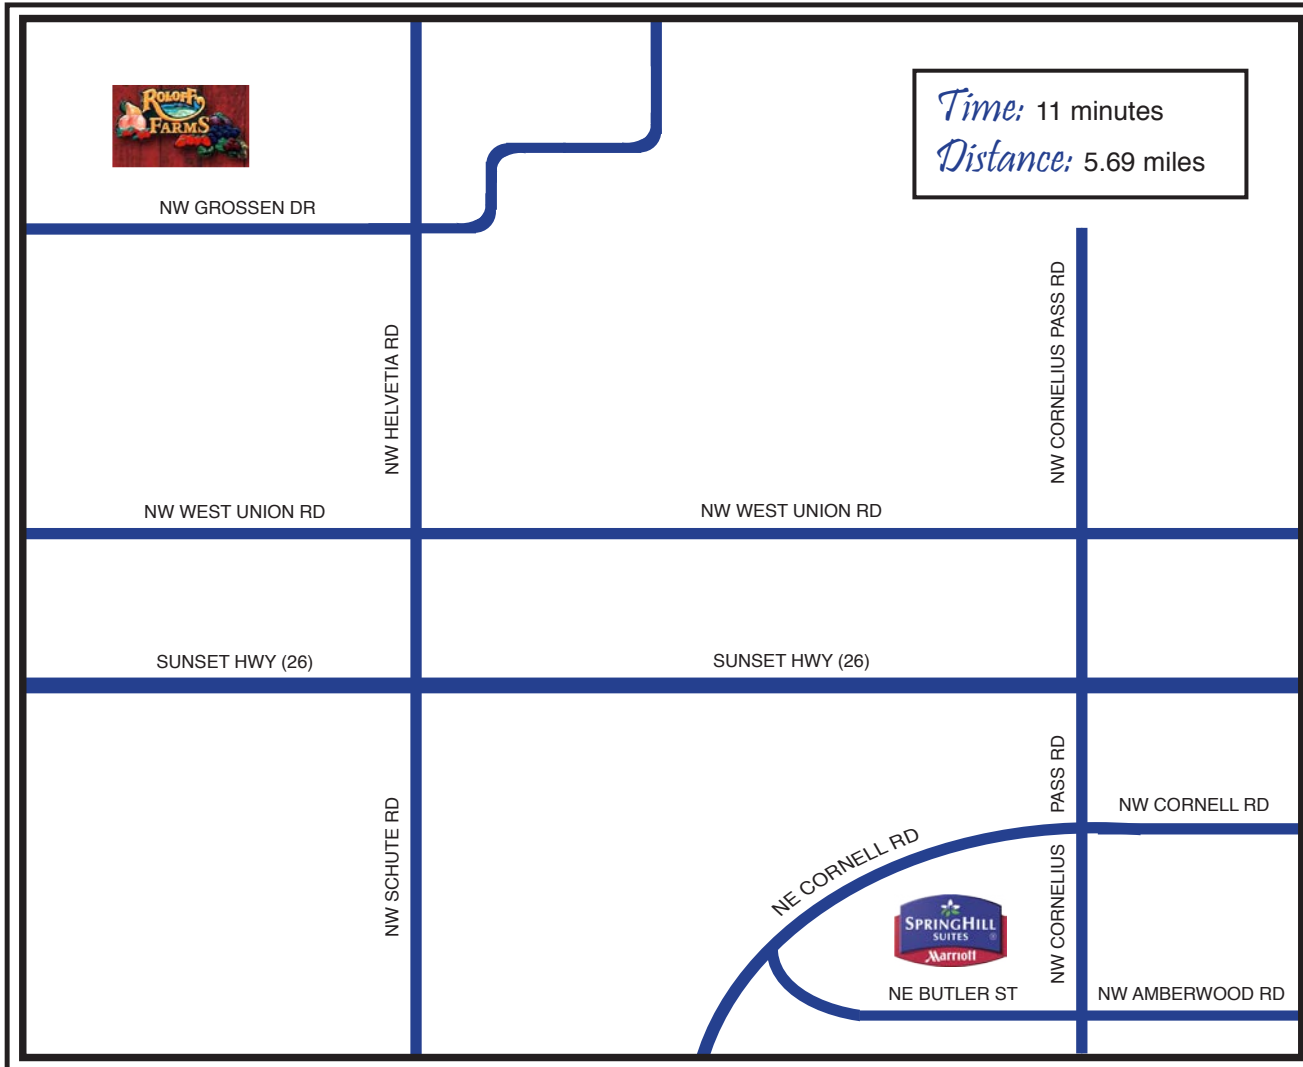 ROLOFF
FARMS
Time: 11 minutes
Distance: 5.69 miles
NW GROSSEN DR
NW HELVETIA RD
NW CORNELIUS PASS RD
NW WEST UNION RD
NW WEST UNION RD
SUNSET HWY (26)
SUNSET HWY (26)
NW SCHUTE RD
NW CORNELIUS PASS RD
NW CORNELL RD
NE CORNELL RD
SPRINGHILL
SUITES
®
Marriott
NE BUTLER ST
NW AMBERWOOD RD